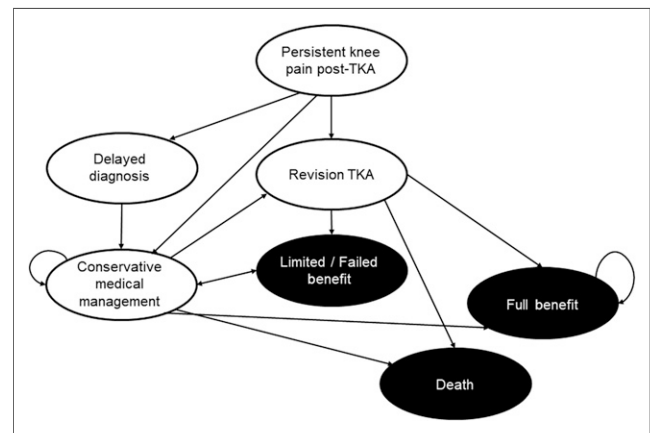 Persistent knee
pain post-TKA
Delayed
diagnosis
Revision TKA
Conservative
medical
management
Limited / Failed
benefit
Full benefit
Death